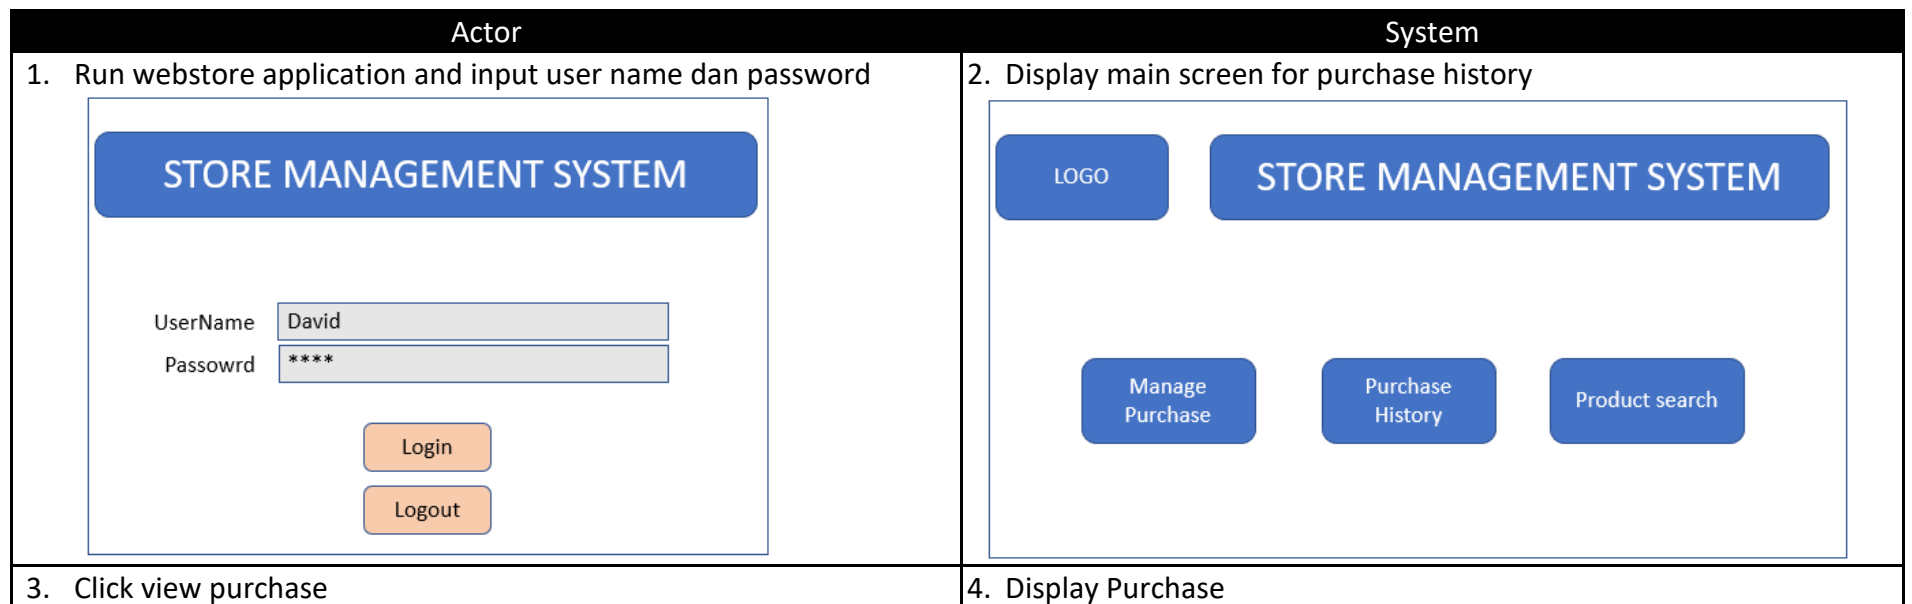 Actor
System
1. Run webstore application and input user name dan password
STORE MANAGEMENT SYSTEM
UserName
David
Passowrd
****
Login
Logout
2. Display main screen for purchase history
LOGO
STORE MANAGEMENT SYSTEM
Manage
Purchase
Purchase
History
Product search
3. Click view purchase
4. Display Purchase